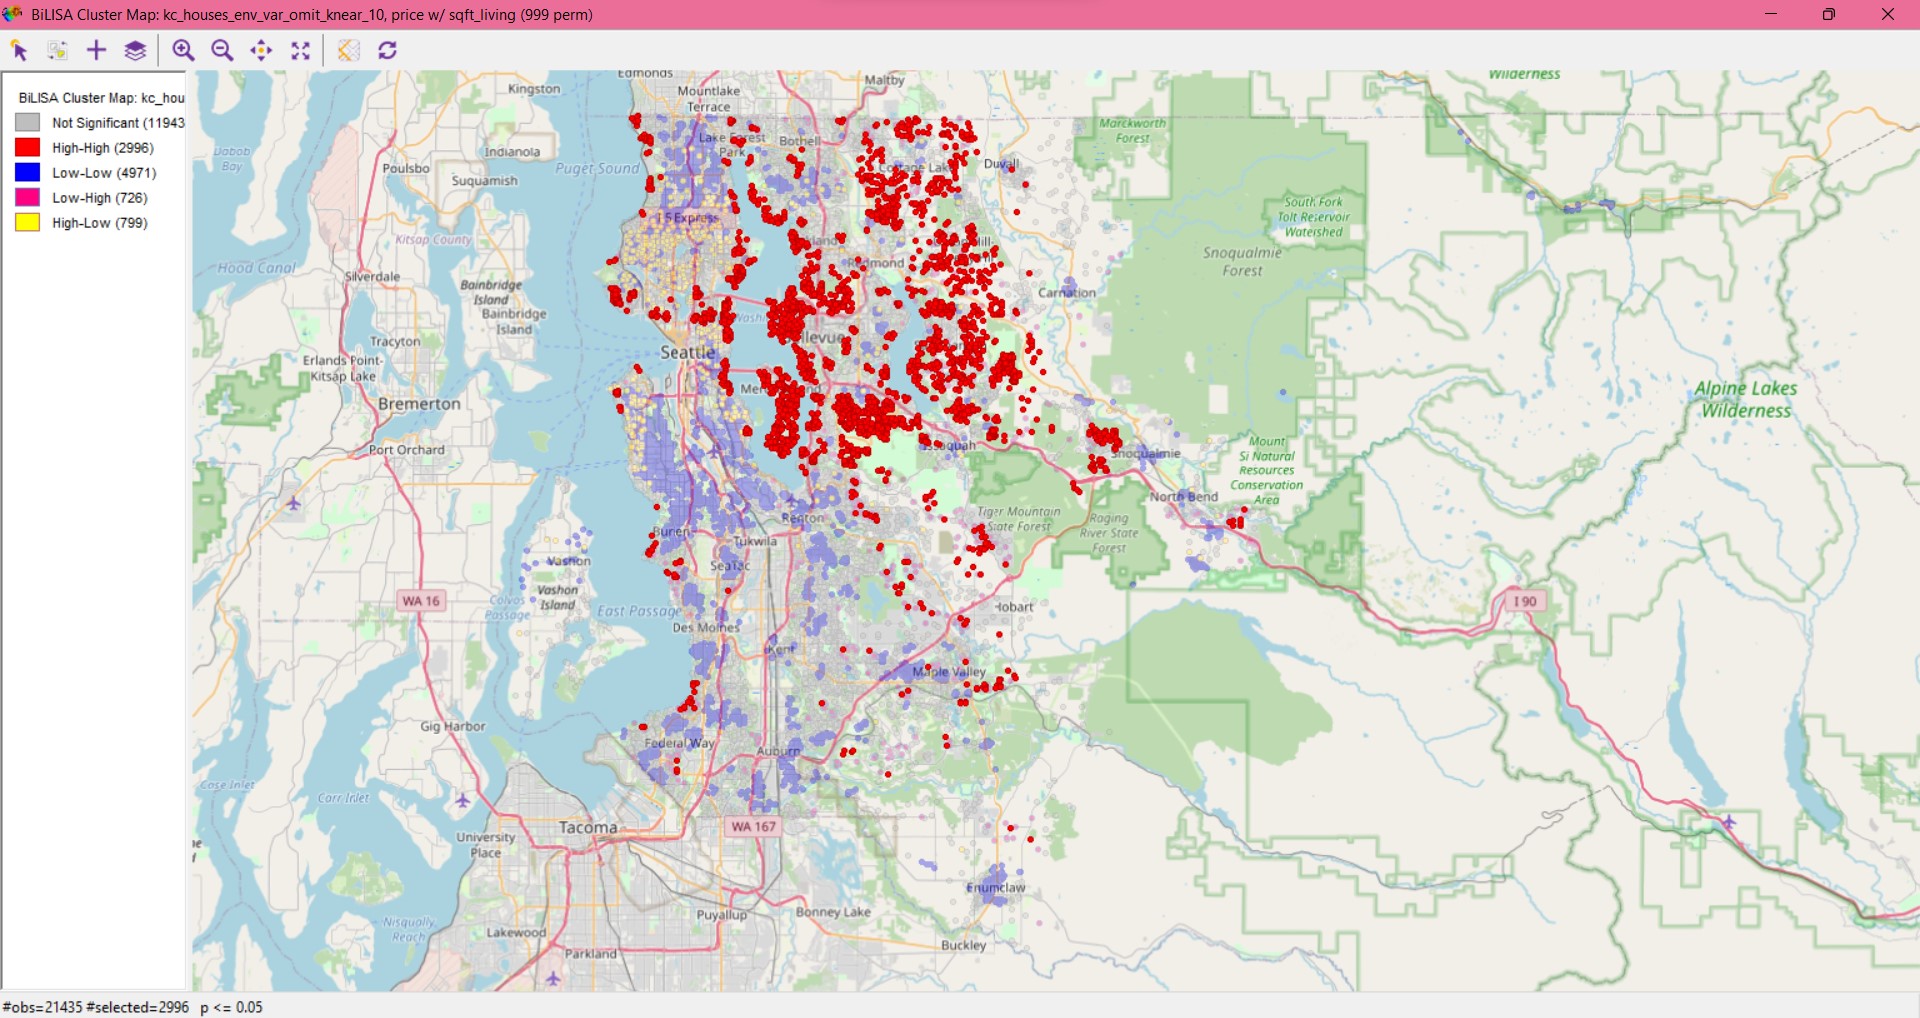 BiLISA Cluster Map: kc_houses_env_var_omit_knear_10, price w/ sqft_living (999 perm)
BiLISA Cluster Map: kc_hou
Not Significant (11943
High-High (2996)
Low-Low (4971)
Low-High (726)
High-Low (799)
Edmonds
Kingston
Mountlake
Terrace
Maltby
Wilderness
Marckworth
Forest
Dabob
Bay
Indianola
Lake Forest
Park
Bothell
Poulsbo
Suquamish
Puget Sound
Cottage Lake
Duvall
South Fork
Tolt Reservoir
Watershed
I 5 Express
Kitsap County
Snoqualmie
Forest
Hood Canal
Silverdale
Redmond
Bainbridge
Island
Bainbridge
Island
Carnation
Tracyton
Erlands Point-
Kitsap Lake
Seattle
llevue
Alpine Lakes
Wilderness
Bremerton
Port Orchard
Issaquah
Snoqualmie
Mount
Si Natural
Resources
Conservation
Area
North Bend
Tiger Mountain
State Forest
Raging
River State
Forest
Renton
Burien
Tukwila
SeaTac
Vashon
Vashon
Island
WA 16
Colvos
Passage
East Passage
Hobart
I 90
Des Moines
Kent
Maple Valley
Gig Harbor
Federal Way
Auburn
Case Inlet
Carr Inlet
Tacoma
WA 167
University
Place
Enumclaw
Puyallup
Bonney Lake
Nisqually
Reach
Lakewood
Parkland
Buckley
#obs=21435 #selected=2996 p <= 0.05